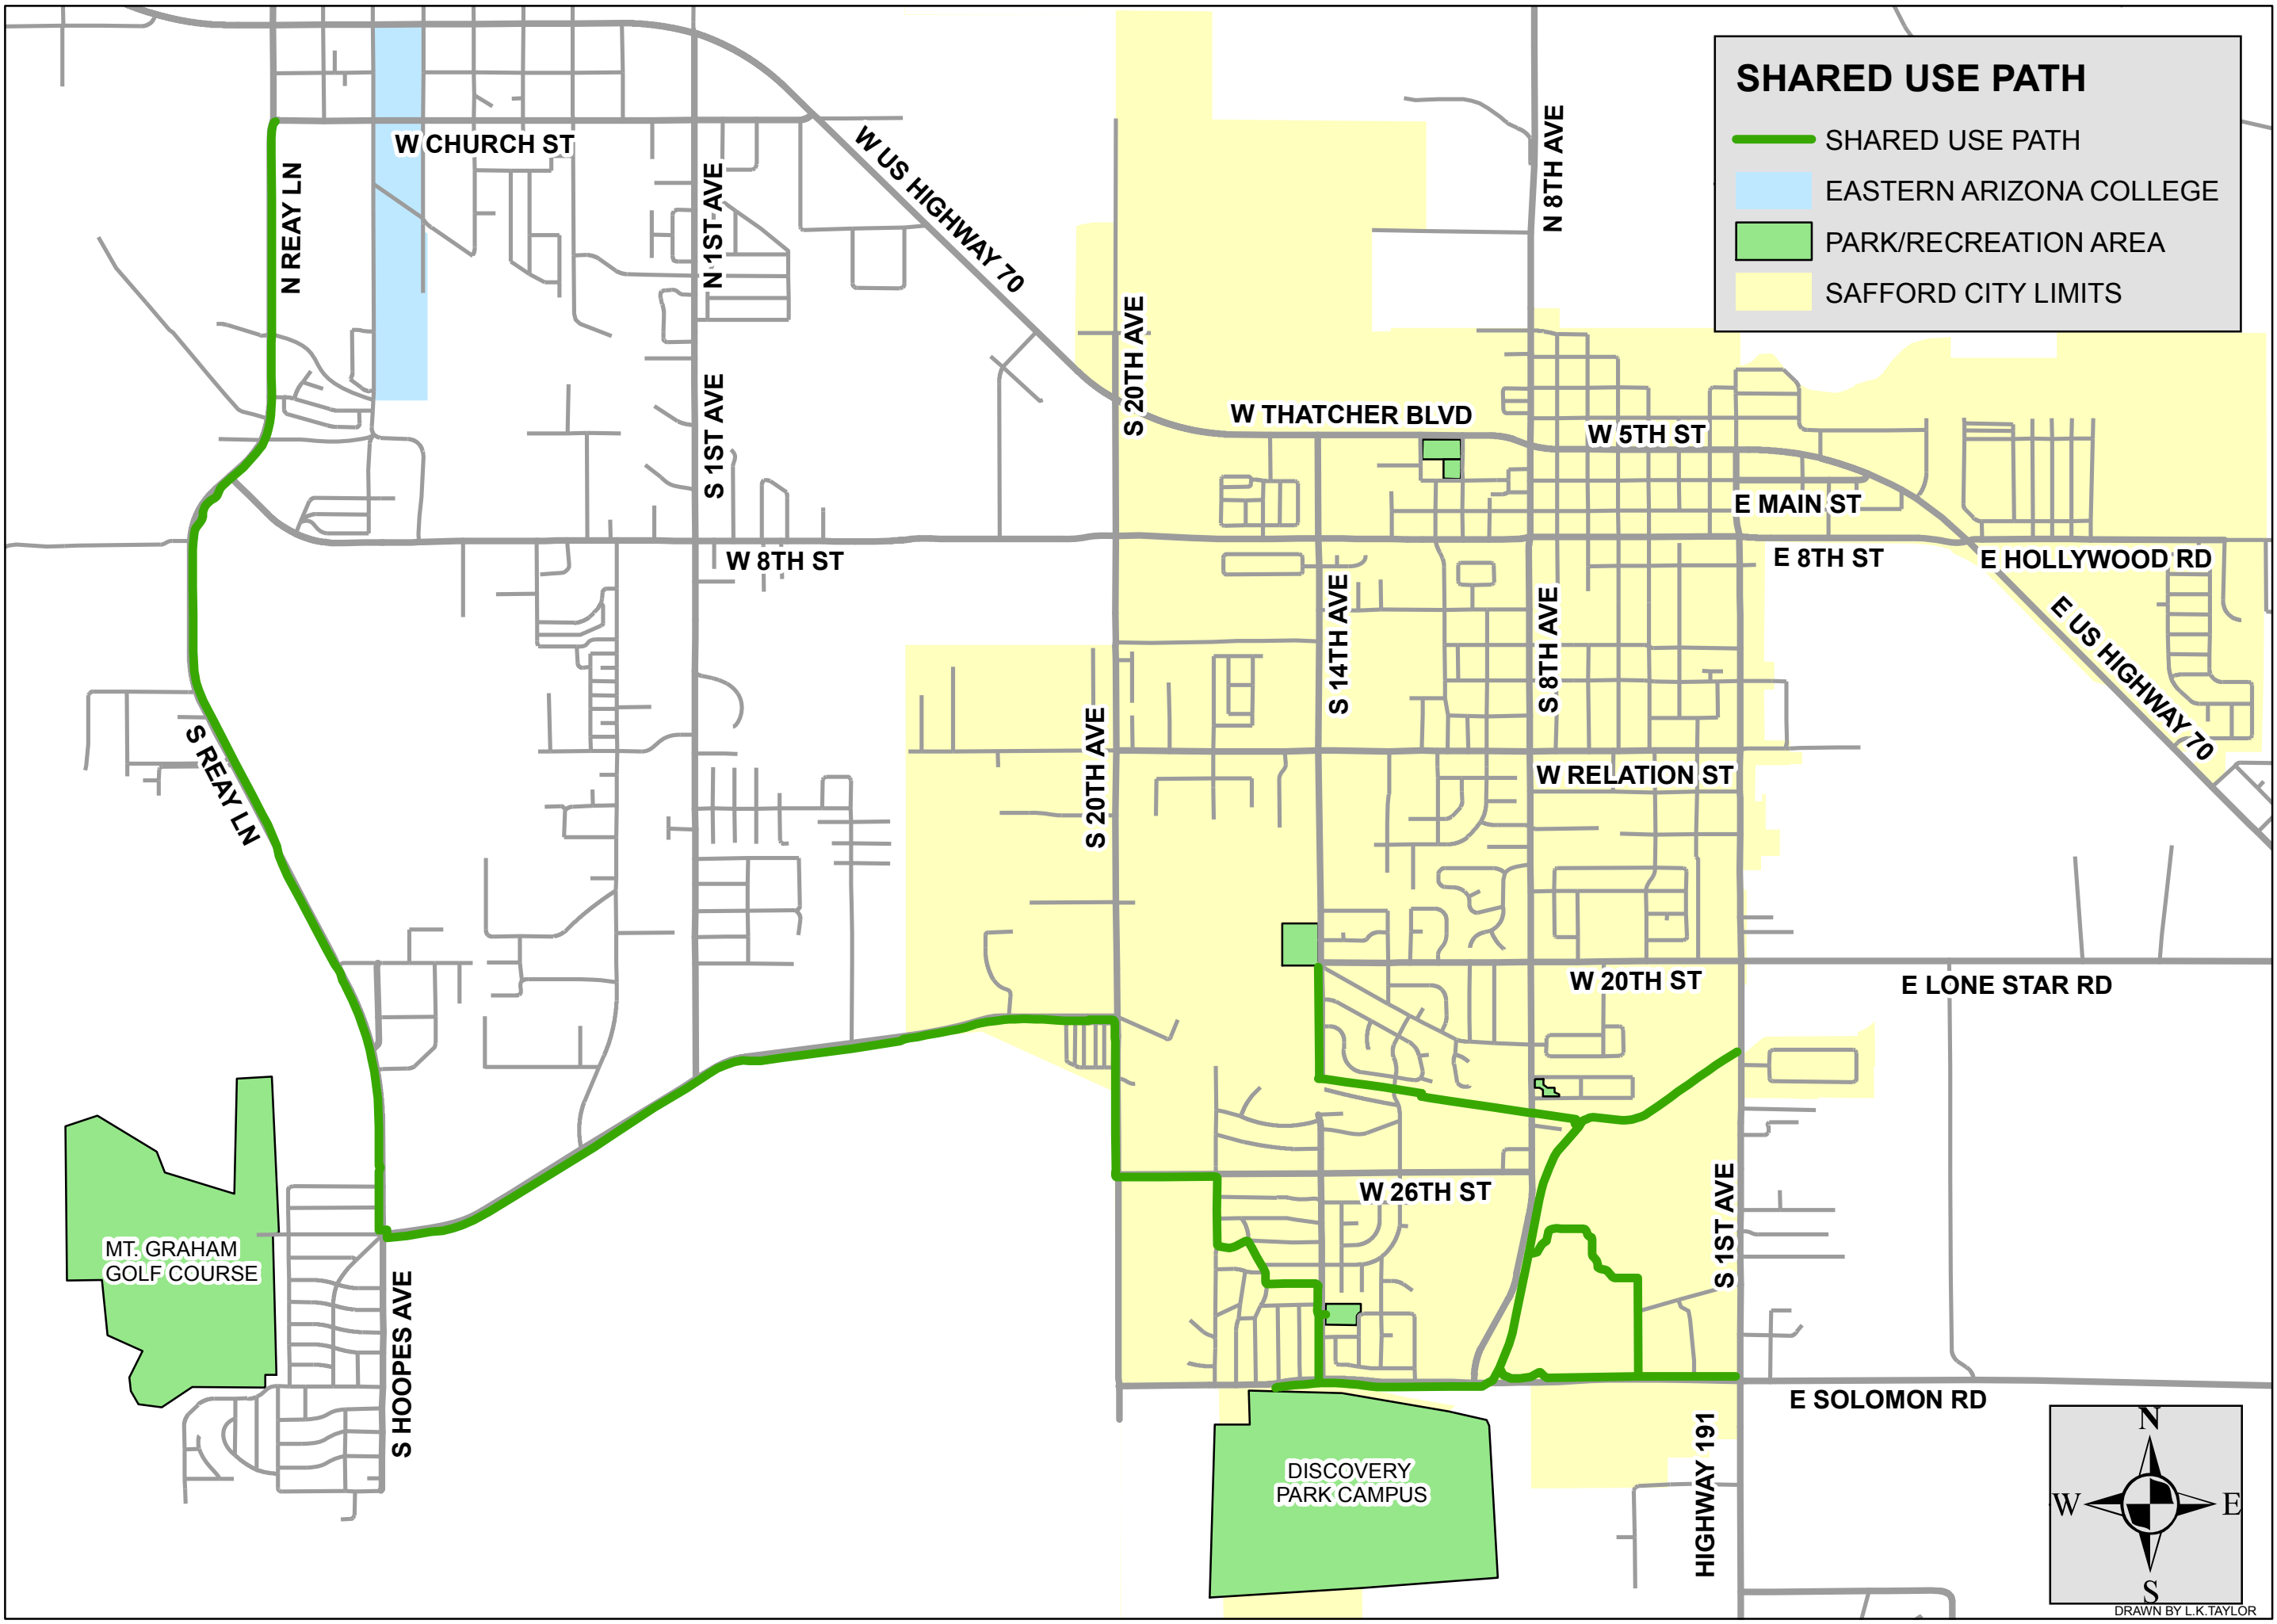 SHARED USE PATH
SHARED USE PATH
EASTERN ARIZONA COLLEGE
PARK/RECREATION AREA
SAFFORD CITY LIMITS
W CHURCH ST
N REAY LN
N 1ST AVE
W US HIGHWAY 70
N 8TH AVE
S 20TH AVE
S 1ST AVE
W THATCHER BLVD
W 5TH ST
E MAIN ST
W 8TH ST
E 8TH ST
E HOLLYWOOD RD
S 14TH AVE
S 8TH AVE
E US HIGHWAY 70
S REAY LN
S 20TH AVE
W RELATION ST
W 20TH ST
E LONE STAR RD
W 26TH ST
S 1ST AVE
MT. GRAHAM
GOLF COURSE
S HOOPES AVE
E SOLOMON RD
DISCOVERY
PARK CAMPUS
HIGHWAY 191
N
W
E
S
DRAWN BY L.K.TAYLOR